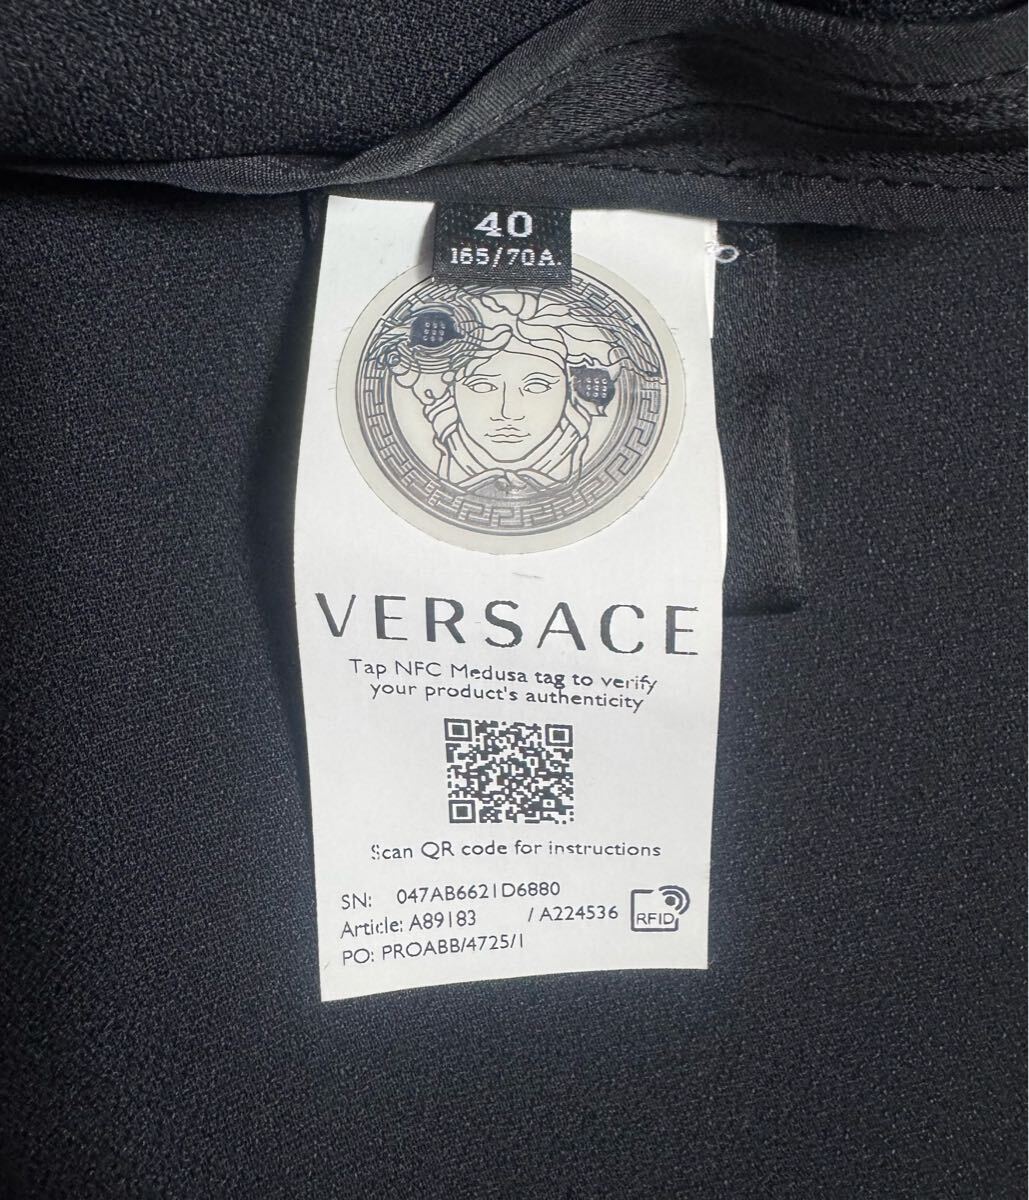 40
165/70A.
VERSACE
Tap NFC Medusa tag to verify
your product's authenticity
Scan QR code for instructions
SN: 047AB6621D6880
Article: A89183 / A224536
RFID
PO: PROABB/4725/1